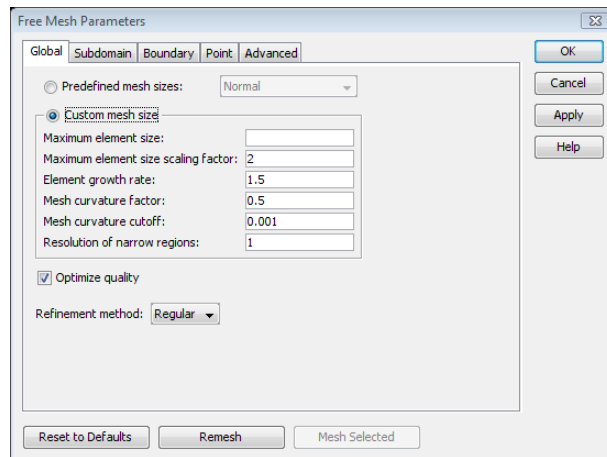 Free Mesh Parameters
Global Subdomain Boundary Point Advanced
OK
Predefined mesh sizes: Normal
Cancel
Custom mesh size
Apply
Maximum element size:
Help
Maximum element size scaling factor: 2
Element growth rate: 1.5
Mesh curvature factor: 0.5
Mesh curvature cutoff: 0.001
Resolution of narrow regions: 1
Optimize quality
Refinement method: Regular
Reset to Defaults Remesh Mesh Selected